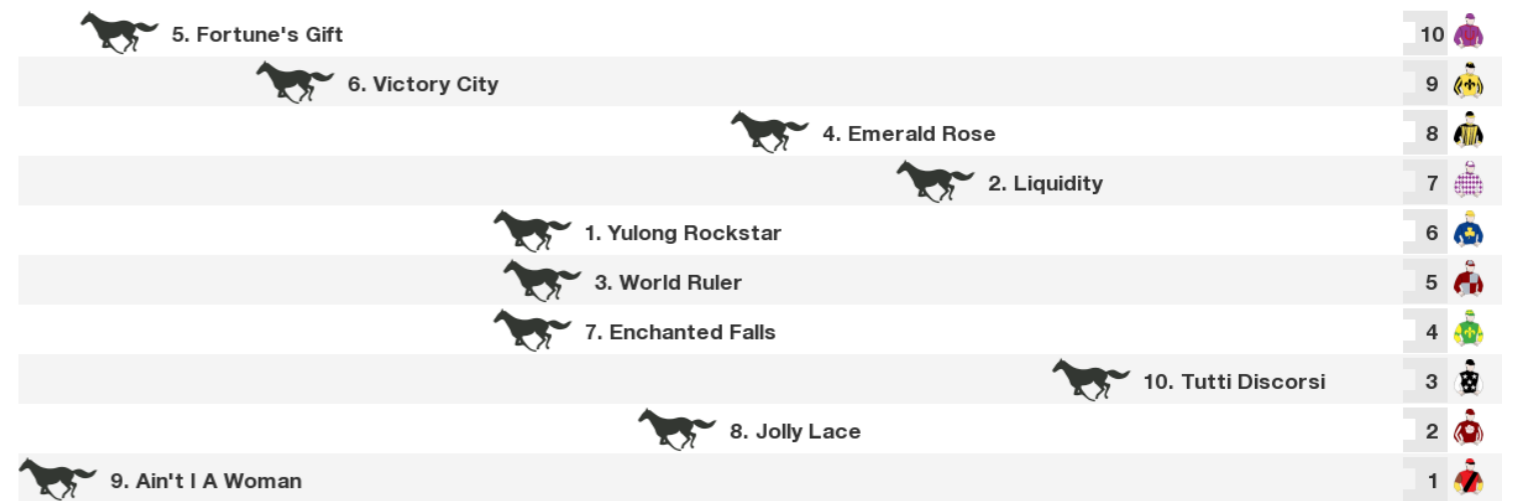 5. Fortune's Gift 10
6. Victory City 9
4. Emerald Rose 8
2. Liquidity 7
1. Yulong Rockstar 6
3. World Ruler 5
7. Enchanted Falls 4
10. Tutti Discorsi 3
8. Jolly Lace 2
9. Ain't I A Woman 1